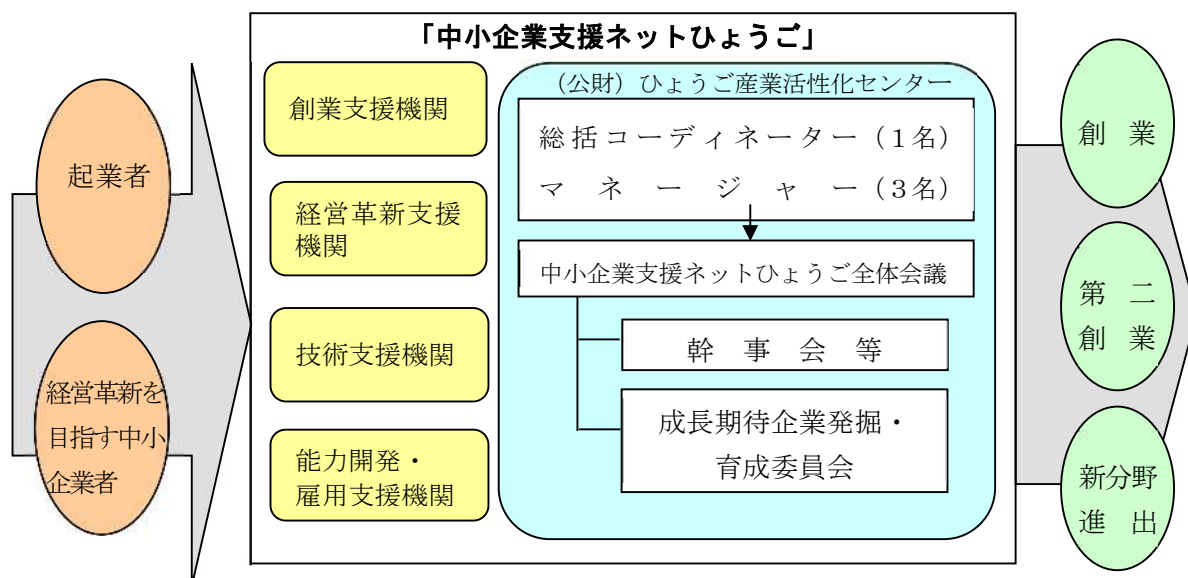 「中小企業支援ネットひょうご」
起業者
経営革新を
目指す中小
企業者
創業支援機関
経営革新支援
機関
技術支援機関
能力開発・
雇用支援機関
（公財）ひょうご産業活性化センター
総括コーディネーター（１名）
マネージャー（３名）
中小企業支援ネットひょうご全体会議
幹事会等
成長期待企業発掘・
育成委員会
創業
第二
創業
新分野
進出